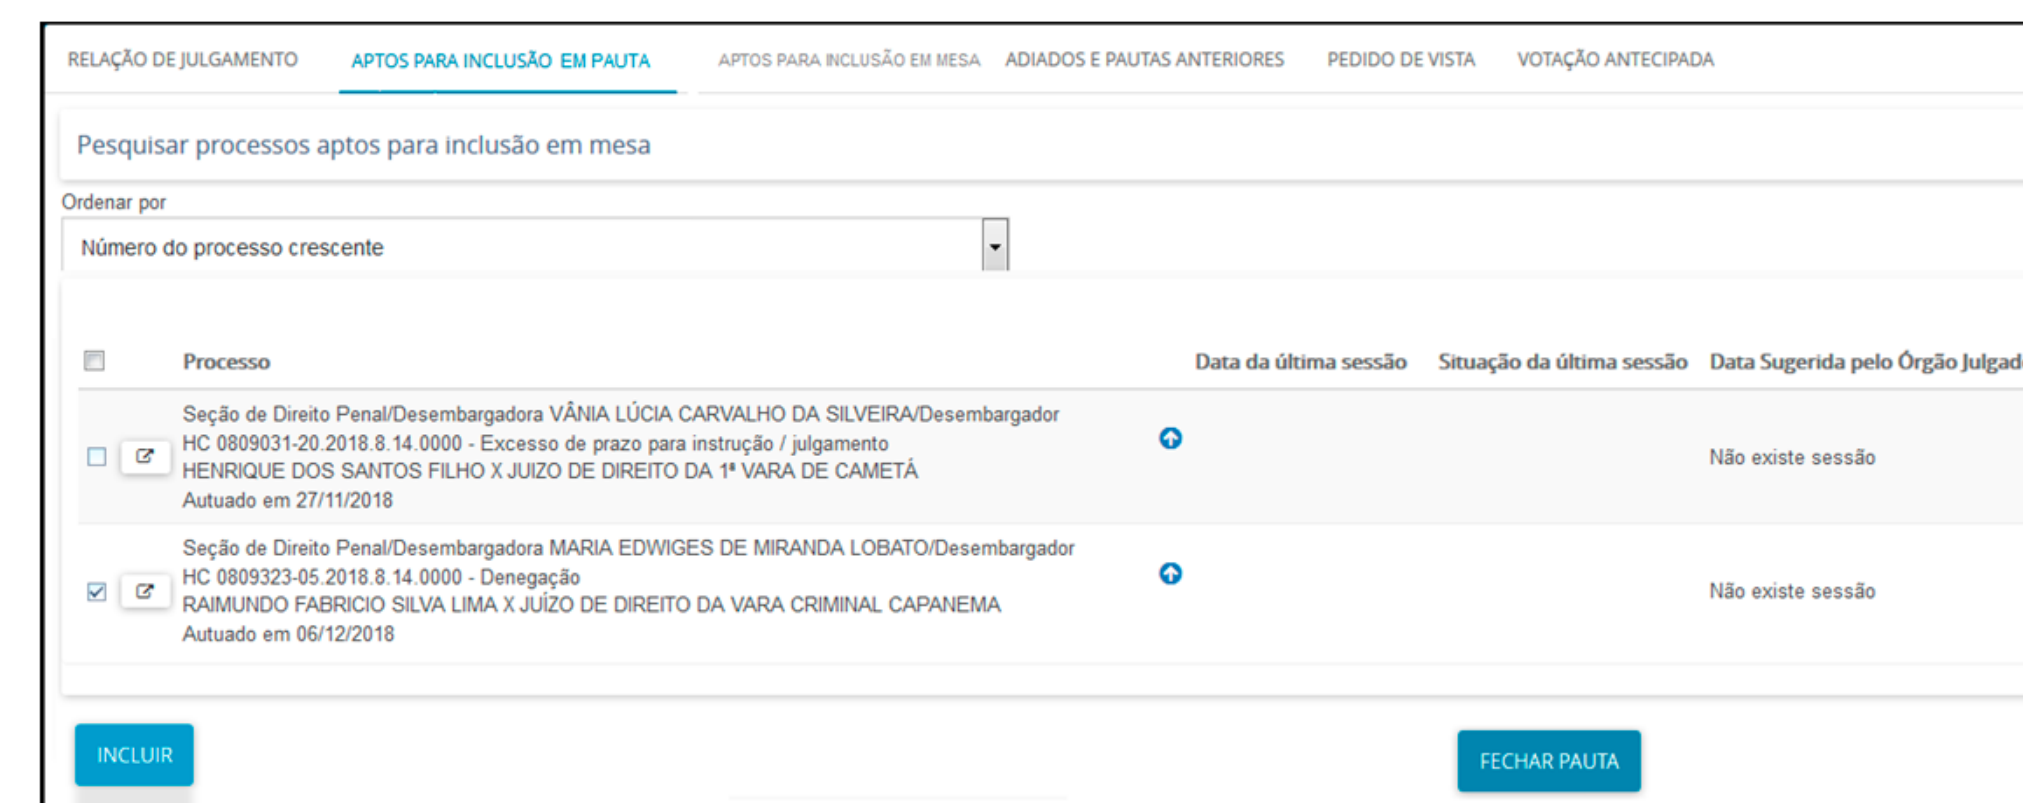 RELAÇÃO DE JULGAMENTO APTOS PARA INCLUSÃO EM PAUTA APTOS PARA INCLUSÃO EM MESA ADIADOS E PAUTAS ANTERIORES PEDIDO DE VISTA VOTAÇÃO ANTECIPADA
Pesquisar processos aptos para inclusão em mesa
Ordenar por
Número do processo crescente
Processo Data da última sessão Situação da última sessão Data Sugerida pelo Órgão Julgad
Seção de Direito Penal/Desembargadora VÂNIA LÚCIA CARVALHO DA SILVEIRA/Desembargador
HC 0809031-20.2018.8.14.0000 - Excesso de prazo para instrução / julgamento
HENRIQUE DOS SANTOS FILHO X JUIZO DE DIREITO DA 1ª VARA DE CAMETÁ
Não existe sessão
Autuado em 27/11/2018
Seção de Direito Penal/Desembargadora MARIA EDWIGES DE MIRANDA LOBATO/Desembargador
HC 0809323-05.2018.8.14.0000 - Denegação
RAIMUNDO FABRICIO SILVA LIMA X JUÍZO DE DIREITO DA VARA CRIMINAL CAPANEMA
Não existe sessão
Autuado em 06/12/2018
INCLUIR
FECHAR PAUTA